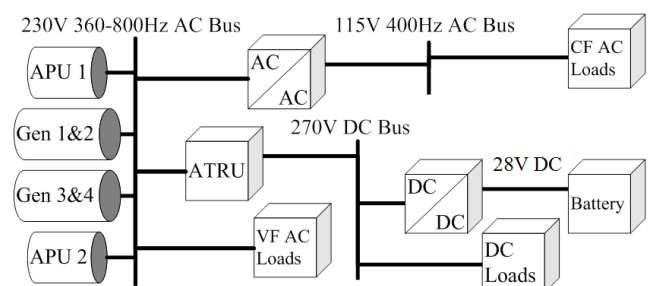 230V 360-800Hz AC Bus
115V 400Hz AC Bus
APU 1
AC
AC
CF AC
Loads
Gen 1&2
270V DC Bus
ATRU
28V DC
Gen 3&4
DC
DC
Battery
VF AC
Loads
APU 2
DC
Loads